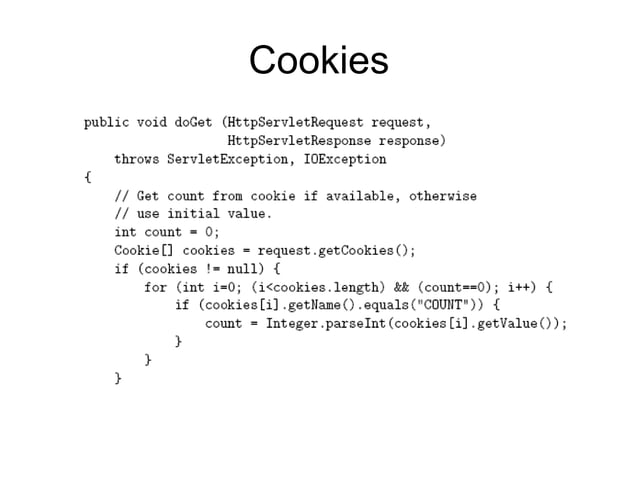 Cookies
public void doGet (HttpServletRequest request,
HttpServletResponse response)
throws ServletException, IOException
{
// Get count from cookie if available, otherwise
// use initial value.
int count = 0;
Cookie[] cookies = request.getCookies();
if (cookies != null) {
for (int i=0; (i<cookies.length) && (count==0); i++) {
if (cookies[i].getName().equals("COUNT")) {
count = Integer.parseInt(cookies[i].getValue());
}
}
}